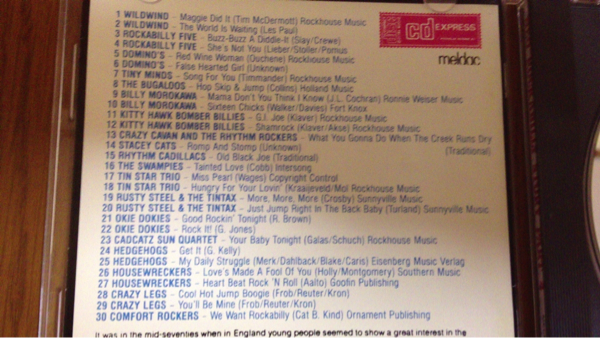 1 WILDWIND – Maggie Did It (Tim McDermott) Rockhouse Music
2 WILDWIND – The World Is Waiting (Les Paul)
3 ROCKABILLY FIVE – Buzz-Buzz A Diddle-It (Slay/Crewe)
4 ROCKABILLY FIVE – She's Not You (Lieber/Stoller/Pomus
5 DOMINO'S – Red Wine Woman (Duchene) Rockhouse Music
6 DOMINO'S – False Hearted Girl (Unknown)
7 TINY MINDS – Song For You (Timmander) Rockhouse Music
8 THE BUGALOOS – Hop Skip & Jump (Collins) Holland Music
9 BILLY MOROKAWA – Mama Don't You Think I Know (J.L. Cochran) Ronnie Weiser Music
10 BILLY MOROKAWA – Sixteen Chicks (Walker/Davies) Fort Knox
11 KITTY HAWK BOMBER BILLIES – G.I. Joe (Klaver) Rockhouse Music
12 KITTY HAWK BOMBER BILLIES – Shamrock (Klaver/Akse) Rockhouse Music
13 CRAZY CAVAN AND THE RHYTHM ROCKERS – What You Gonna Do When The Creek Runs Dry
(Traditional)
14 STACEY CATS – Romp And Stomp (Unknown)
15 RHYTHM CADILLACS – Old Black Joe (Traditional)
16 THE SWAMPIES – Tainted Love (Cobb) Intersong
17 TIN STAR TRIO – Miss Pearl (Wages) Copyright Control
18 TIN STAR TRIO – Hungry For Your Lovin' (Kraaijeveld/Mol Rockhouse Music
19 RUSTY STEEL & THE TINTAX – More, More, More (Crosby) Sunnyville Music
20 RUSTY STEEL & THE TINTAX – Just Jump Right In The Back Baby (Turland) Sunnyville Music
21 OKIE DOKIES – Good Rockin' Tonight (R. Brown)
22 OKIE DOKIES – Rock It! (G. Jones)
23 CADCATZ SUN QUARTET – Your Baby Tonight (Galas/Schuch) Rockhouse Music
24 HEDGEHOGS – Get It (G. Kelly)
25 HEDGEHOGS – My Daily Struggle (Merk/Dahlback/Blake/Caris) Eisenberg Music Verlag
26 HOUSEWRECKERS – Love's Made A Fool Of You (Holly/Montgomery) Southern Music
27 HOUSEWRECKERS – Heart Beat Rock 'N Roll (Aalto) Goofin Publishing
28 CRAZY LEGS – Cool Hot Jump Boogie (Frob/Reuter/Kron)
29 CRAZY LEGS – You'll Be Mine [Frob/Reuter/Kron)
30 COMFORT ROCKERS – We Want Rockabilly (Cat B. Kind) Ornament Publishing
It was in the mid-seventies when in England young people seemed to show a great interest in the
cd EXPRESS
meldac